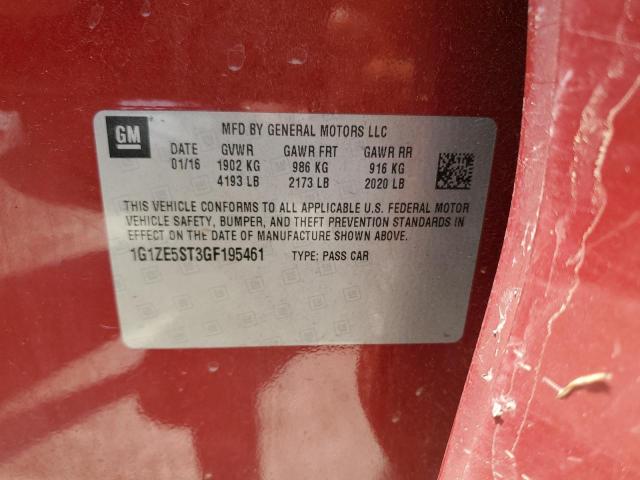 GM
MFD BY GENERAL MOTORS LLC
DATE GVWR GAWR FRT GAWR RR
01/16 1902 KG 986 KG 916 KG
4193 LB 2173 LB 2020 LB
THIS VEHICLE CONFORMS TO ALL APPLICABLE U.S. FEDERAL MOTOR
VEHICLE SAFETY, BUMPER, AND THEFT PREVENTION STANDARDS IN
EFFECT ON THE DATE OF MANUFACTURE SHOWN ABOVE.
1G1ZE5ST3GF195461 TYPE: PASS CAR